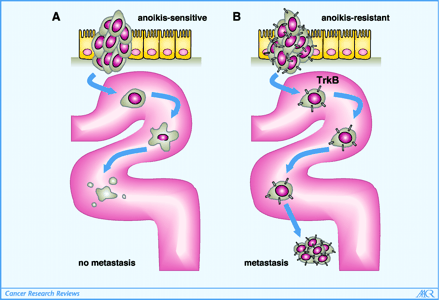 A
anoikis-sensitive
B
anoikis-resistant
TrkB
no metastasis
metastasis
Cancer Research Reviews
AACR